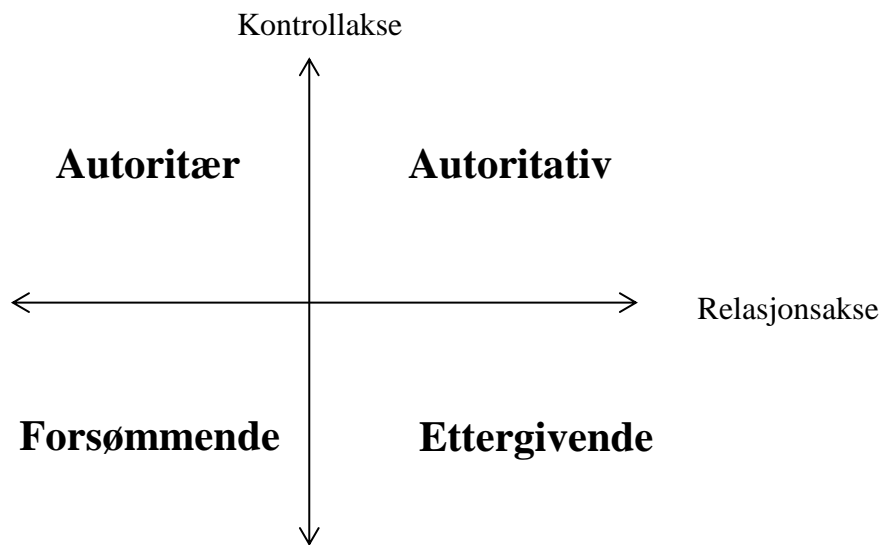 Kontrollakse
Autoritær
Autoritativ
Relasjonsakse
Forsømmende
Ettergivende